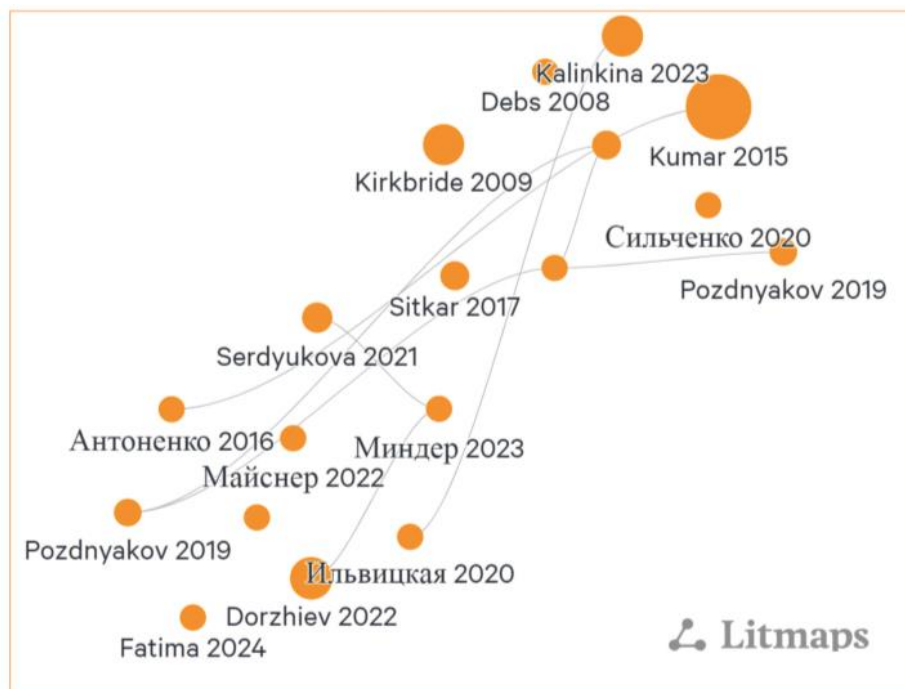 Kalinkina 2023
Debs 2008
Kumar 2015
Kirkbride 2009
Сильченко 2020
Pozdnyakov 2019
Sitkar 2017
Serdyukova 2021
Антоненко 2016
Миндер 2023
Майснер 2022
Pozdnyakov 2019
Ильвицкая 2020
Dorzhiev 2022
Fatima 2024
Litmaps